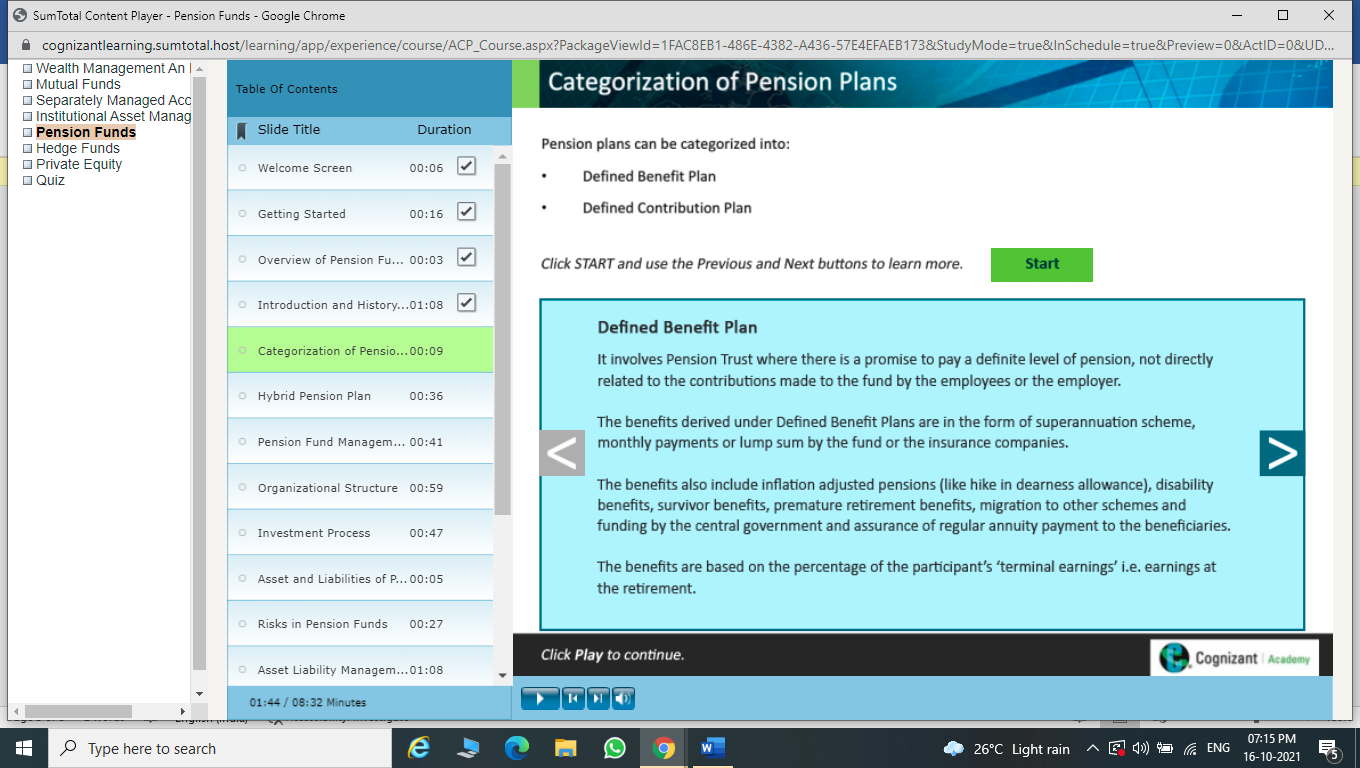 SumTotal Content Player - Pension Funds - Google Chrome
cognizantlearning.sumtotal.host/learning/app/experience/course/ACP_Course.aspx?PackageViewId=1FAC8EB1-486E-4382-A436-57E4EFAEB173&StudyMode=true&InSchedule=true&Preview=0&ActID=0&UD...
Wealth Management An I
Mutual Funds
Separately Managed Acc
Institutional Asset Manag
Pension Funds
Hedge Funds
Private Equity
Quiz
Table Of Contents
Slide Title Duration
Welcome Screen 00:06
Getting Started 00:16
Overview of Pension Fu... 00:03
Introduction and History...01:08
Categorization of Pensio...00:09
Hybrid Pension Plan 00:36
Pension Fund Managem... 00:41
Organizational Structure 00:59
Investment Process 00:47
Asset and Liabilities of P...00:05
Risks in Pension Funds 00:27
Asset Liability Managem...01:08
01:44 / 08:32 Minutes
Categorization of Pension Plans
Pension plans can be categorized into:
• Defined Benefit Plan
• Defined Contribution Plan
Click START and use the Previous and Next buttons to learn more.
Start
Defined Benefit Plan
It involves Pension Trust where there is a promise to pay a definite level of pension, not directly
related to the contributions made to the fund by the employees or the employer.
The benefits derived under Defined Benefit Plans are in the form of superannuation scheme,
monthly payments or lump sum by the fund or the insurance companies.
The benefits also include inflation adjusted pensions (like hike in dearness allowance), disability
benefits, survivor benefits, premature retirement benefits, migration to other schemes and
funding by the central government and assurance of regular annuity payment to the beneficiaries.
The benefits are based on the percentage of the participant's 'terminal earnings' i.e. earnings at
the retirement.
< >
Click Play to continue.
Cognizant | Academy
Type here to search
26°C Light rain
ENG
07:15 PM
16-10-2021
5